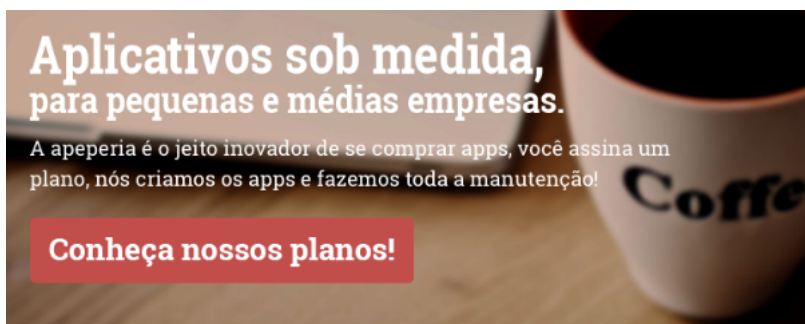 Aplicativos sob medida,
para pequenas e médias empresas.
A apeperia é o jeito inovador de se comprar apps, você assina um
plano, nós criamos os apps e fazemos toda a manutenção!
Conheça nossos planos!
Coffe